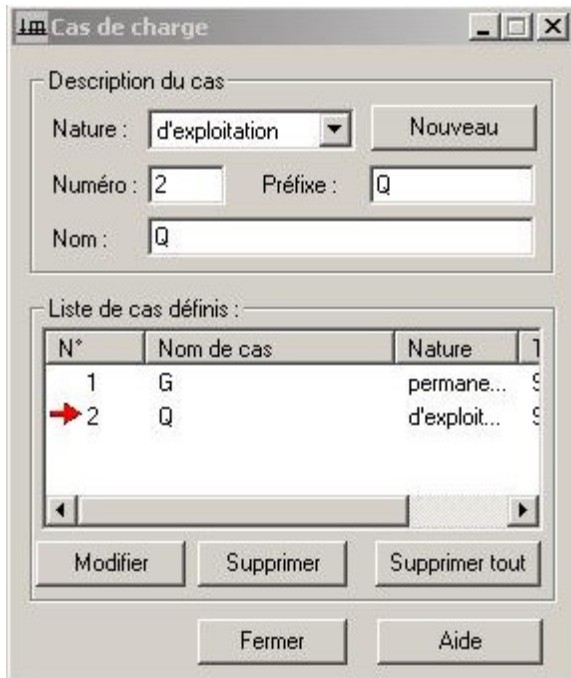 Cas de charge
Description du cas
Nature : d'exploitation Nouveau
Numéro : 2 Préfixe : Q
Nom : Q
Liste de cas définis :
N° Nom de cas Nature
1 G permane... S
2 Q d'exploit... S
Modifier Supprimer Supprimer tout
Fermer Aide